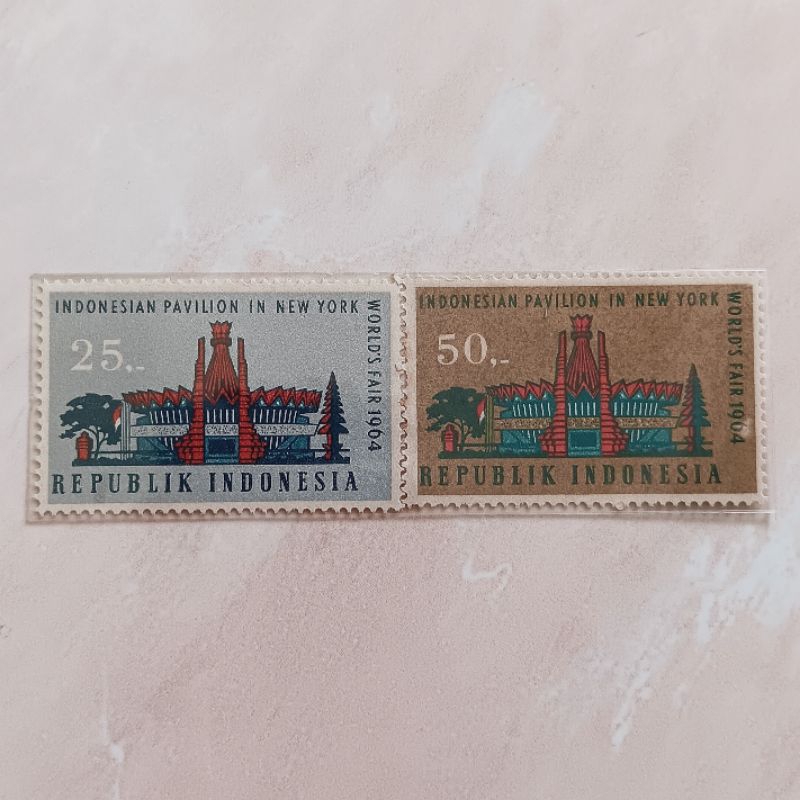 INDONESIAN PAVILION IN NEW YORK
WORLD'S FAIR 1964
25,-
REPUBLIK INDONESIA
INDONESIAN PAVILION IN NEW YORK
WORLD'S FAIR 1964
50,-
REPUBLIK INDONESIA